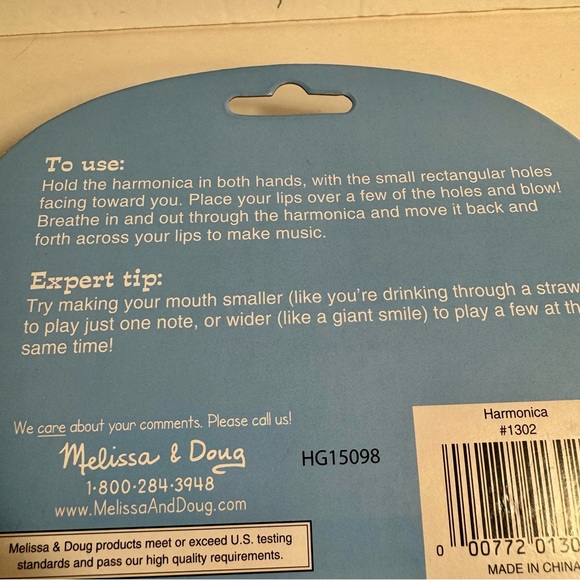 To use:
Hold the harmonica in both hands, with the small rectangular holes
facing toward you. Place your lips over a few of the holes and blow!
Breathe in and out through the harmonica and move it back and
forth across your lips to make music.
Expert tip:
Try making your mouth smaller (like you're drinking through a straw
to play just one note, or wider (like a giant smile) to play a few at th
same time!
We care about your comments. Please call us!
Melissa & Doug
1-800-284-3948
www.MelissaAndDoug.com
HG15098
Melissa & Doug products meet or exceed U.S. testing
standards and pass our high quality requirements.
Harmonica
#1302
0 00772 0130
MADE IN CHINA